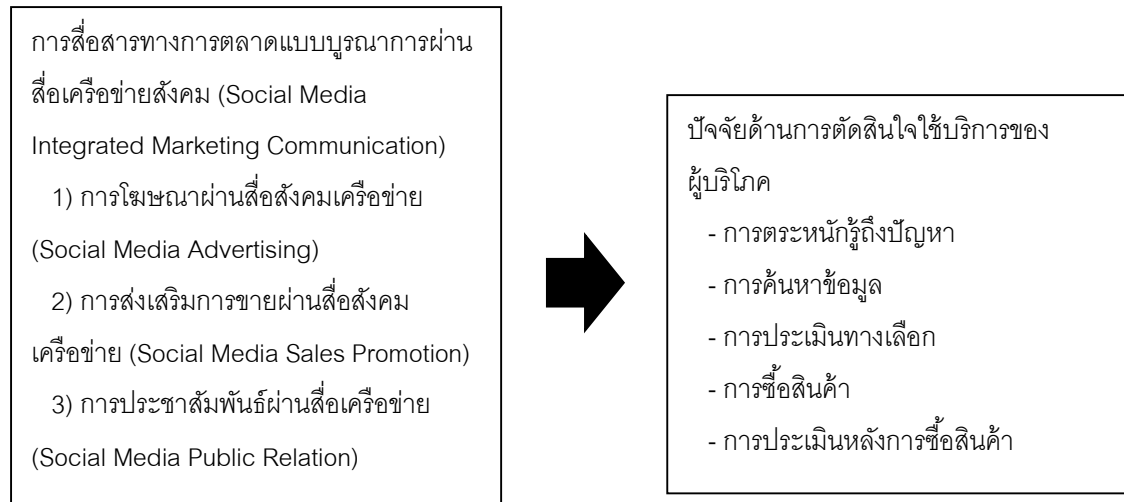 การสื่อสารทางการตลาดแบบบูรณาการผ่าน
สื่อเครือข่ายสังคม (Social Media
Integrated Marketing Communication)
1) การโฆษณาผ่านสื่อสังคมเครือข่าย
(Social Media Advertising)
2) การส่งเสริมการขายผ่านสื่อสังคม
เครือข่าย (Social Media Sales Promotion)
3) การประชาสัมพันธ์ผ่านสื่อเครือข่าย
(Social Media Public Relation)
ปัจจัยด้านการตัดสินใจใช้บริการของ
ผู้บริโภค
- การตระหนักรู้ถึงปัญหา
- การค้นหาข้อมูล
- การประเมินทางเลือก
- การซื้อสินค้า
- การประเมินหลังการซื้อสินค้า